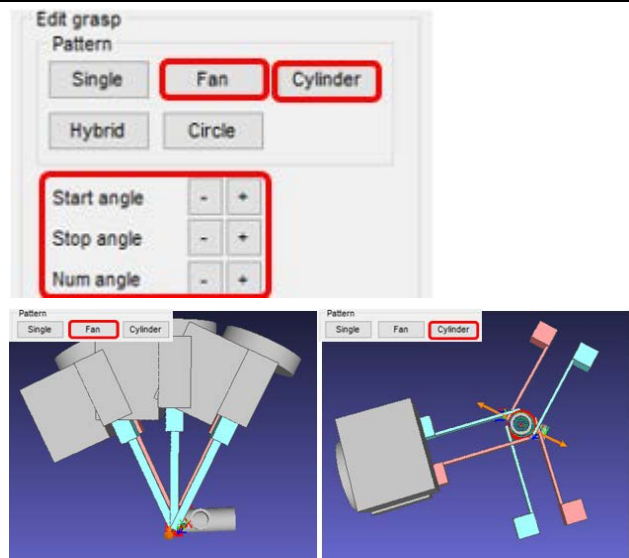 Edit grasp
Pattern
Single Fan Cylinder
Hybrid Circle
Start angle - +
Stop angle - +
Num angle - +
Pattern
Single Fan Cylinder
Pattern
Single Fan Cylinder